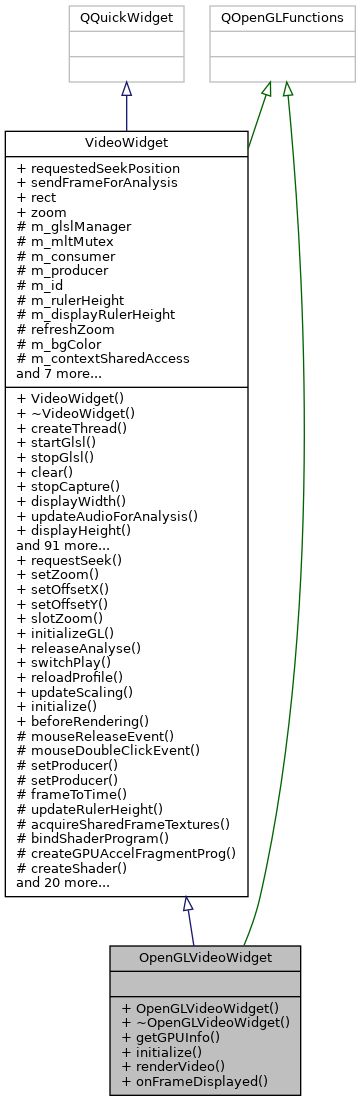 QQuickWidget
QOpenGLFunctions
VideoWidget
+ requestedSeekPosition
+ sendFrameForAnalysis
+ rect
+ zoom
# m_glslManager
# m_mltMutex
# m_consumer
# m_producer
# m_id
# m_rulerHeight
# m_displayRulerHeight
# refreshZoom
# m_bgColor
# m_contextSharedAccess
and 7 more...
+ VideoWidget()
+ ~VideoWidget()
+ createThread()
+ startGlsl()
+ stopGlsl()
+ clear()
+ stopCapture()
+ displayWidth()
+ updateAudioForAnalysis()
+ displayHeight()
and 91 more...
+ requestSeek()
+ setZoom()
+ setOffsetX()
+ setOffsetY()
+ slotZoom()
+ initializeGL()
+ releaseAnalyse()
+ switchPlay()
+ reloadProfile()
+ updateScaling()
+ initialize()
+ beforeRendering()
# mouseReleaseEvent()
# mouseDoubleClickEvent()
# setProducer()
# setProducer()
# frameToTime()
# updateRulerHeight()
# acquireSharedFrameTextures()
# bindShaderProgram()
# createGPUAccelFragmentProg()
# createShader()
and 20 more...
OpenGLVideoWidget
+ OpenGLVideoWidget()
+ ~OpenGLVideoWidget()
+ getGPUInfo()
+ initialize()
+ renderVideo()
+ onFrameDisplayed()